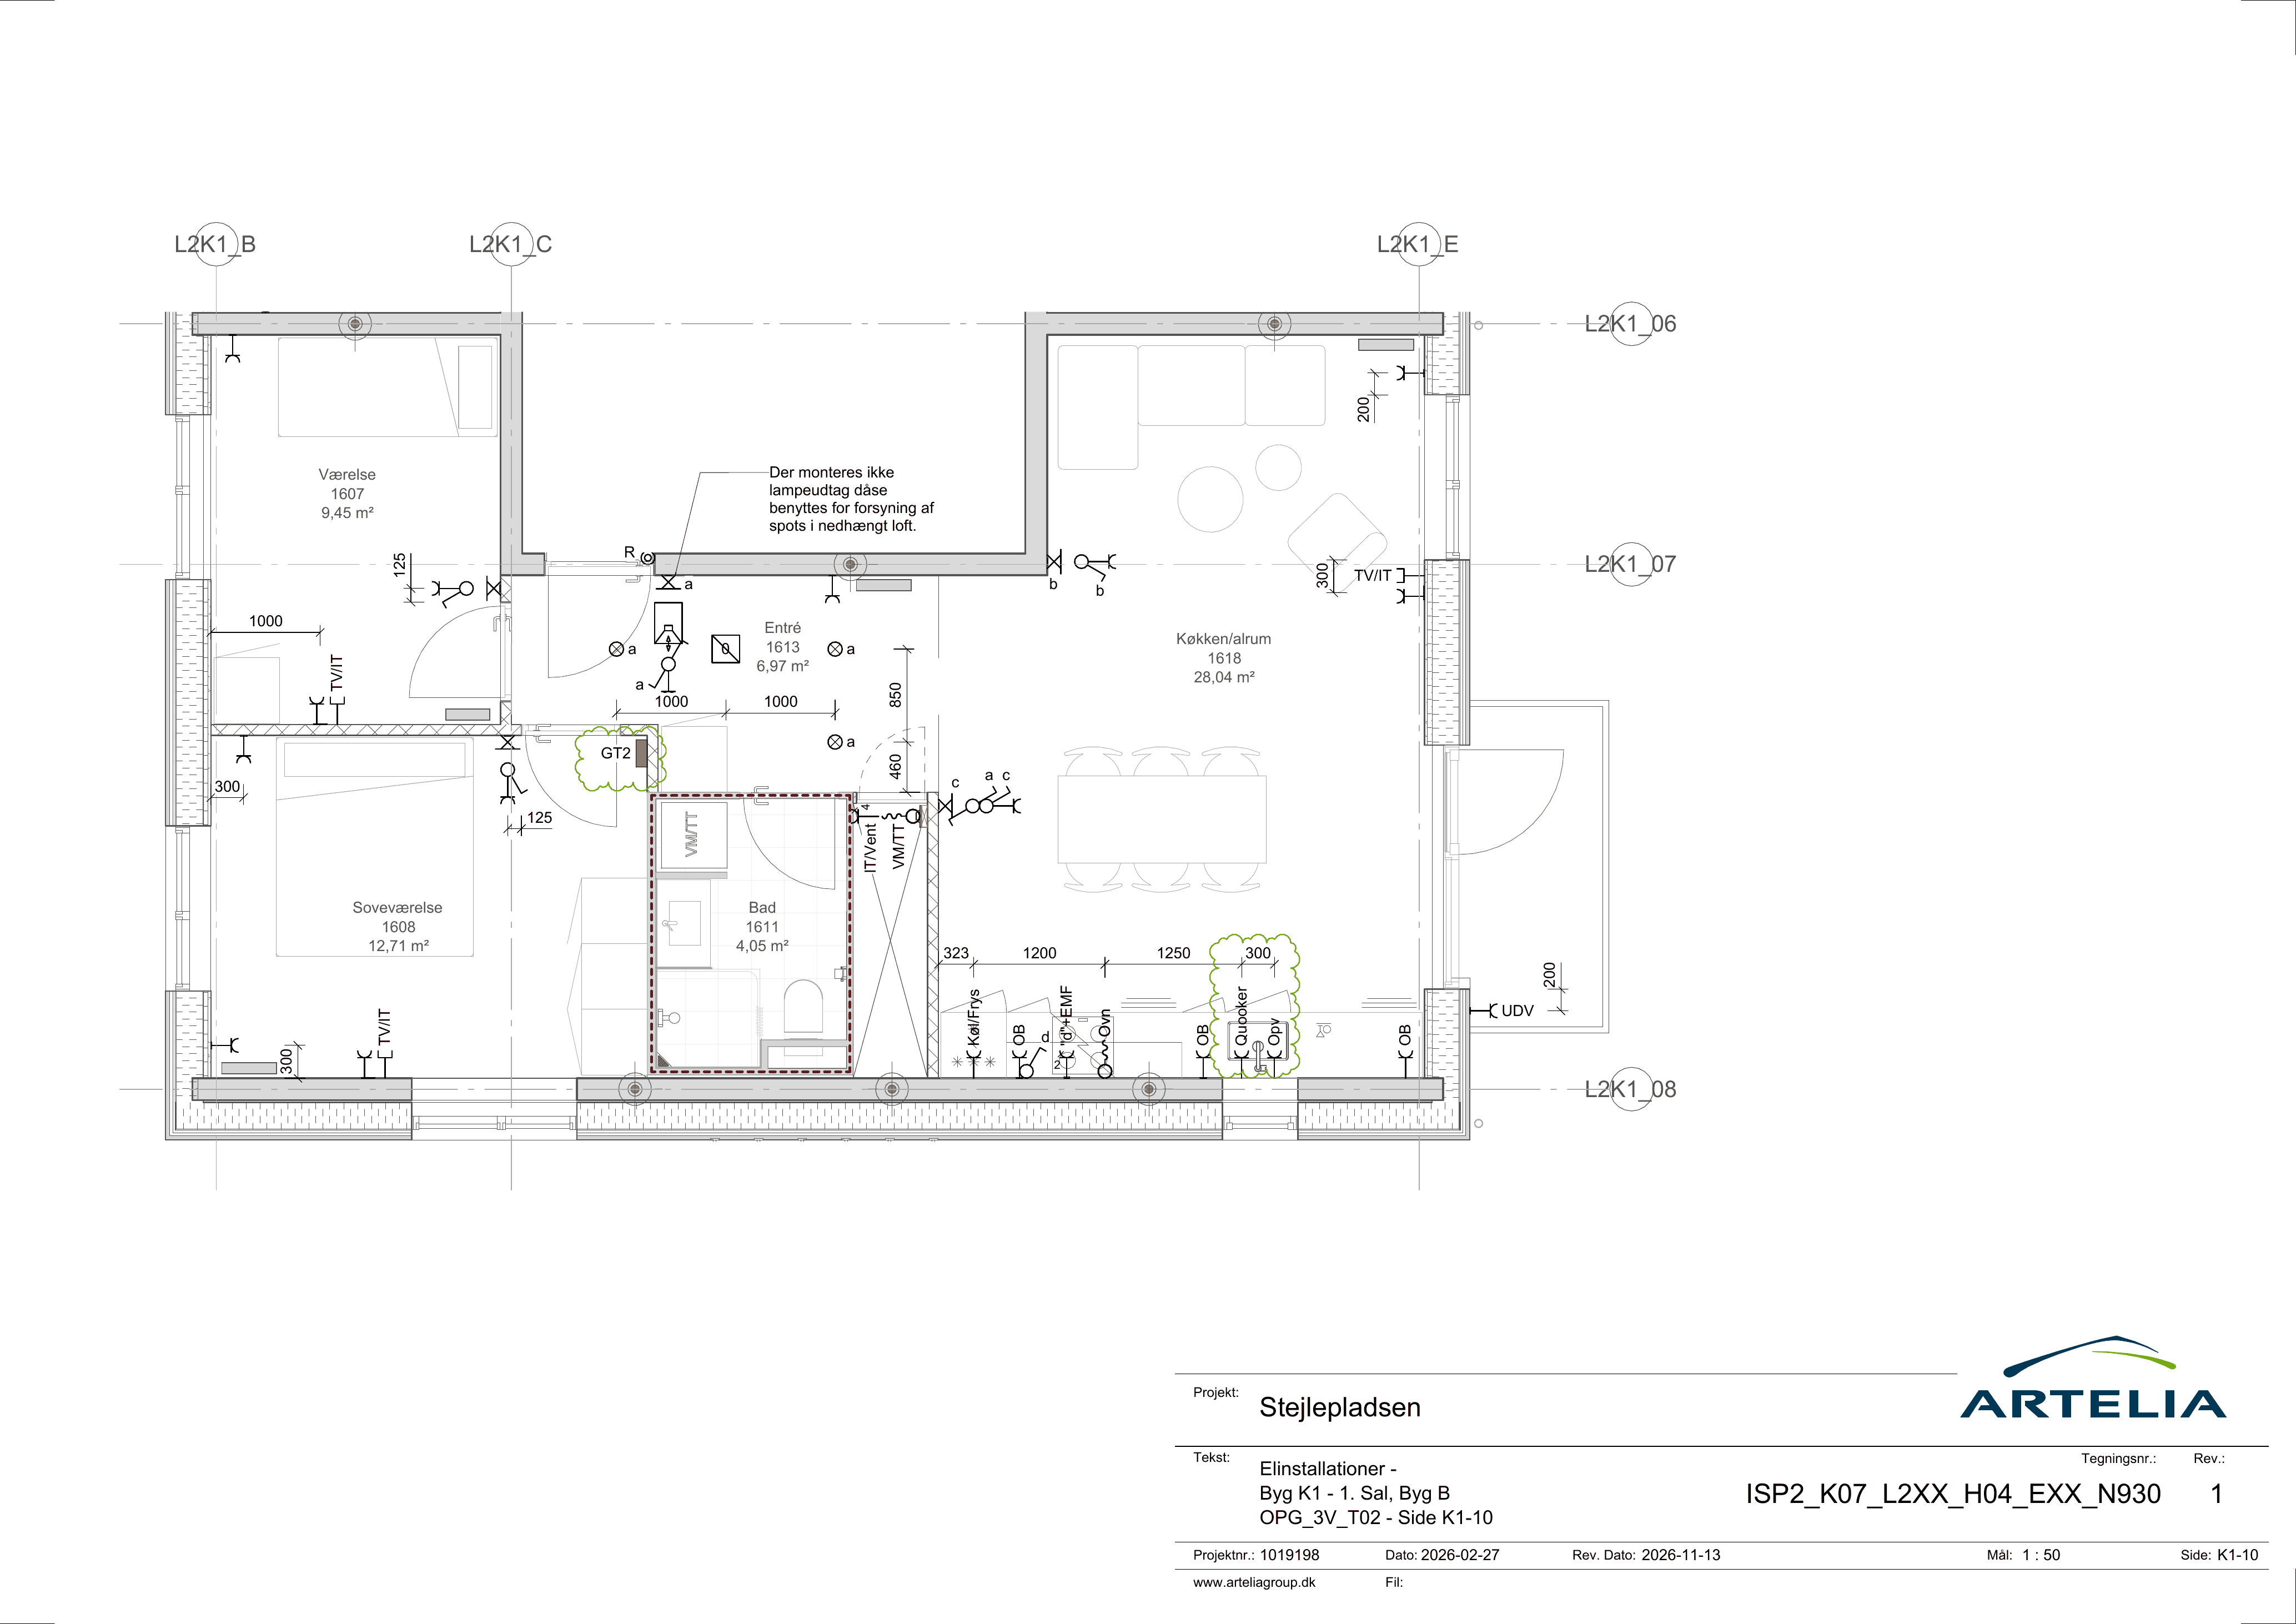 L2K1_B
L2K1_C
L2K1_E
L2K1_06
L2K1_07
L2K1_08
Værelse
1607
9,45 m²
Der monteres ikke
lampeudtag dåse
benyttes for forsyning af
spots i nedhængt loft.
200
R
a
b
b
300
TV/IT
125
1000
TV/IT
Entré
1613
6,97 m²
a
a
a
1000
1000
850
Køkken/alrum
1618
28,04 m²
GT2
a
460
300
125
c
a c
4
IT/Vent
VM/TT
VM/TT
Soveværelse
1608
12,71 m²
Bad
1611
4,05 m²
323
1200
1250
300
200
UDV
300
TV/IT
Køl/Frys
OB
d
2
"d"+EMF
Ovn
OB
Quooker
Opv
OB
ARTELIA
Projekt:
Stejlepladsen
Tekst:
Elinstallationer -
Byg K1 - 1. Sal, Byg B
OPG_3V_T02 - Side K1-10
Tegningsnr.:
Rev.:
ISP2_K07_L2XX_H04_EXX_N930
1
Projektnr.: 1019198
Dato: 2026-02-27
Rev. Dato: 2026-11-13
Mål: 1 : 50
Side: K1-10
www.arteliagroup.dk
Fil: